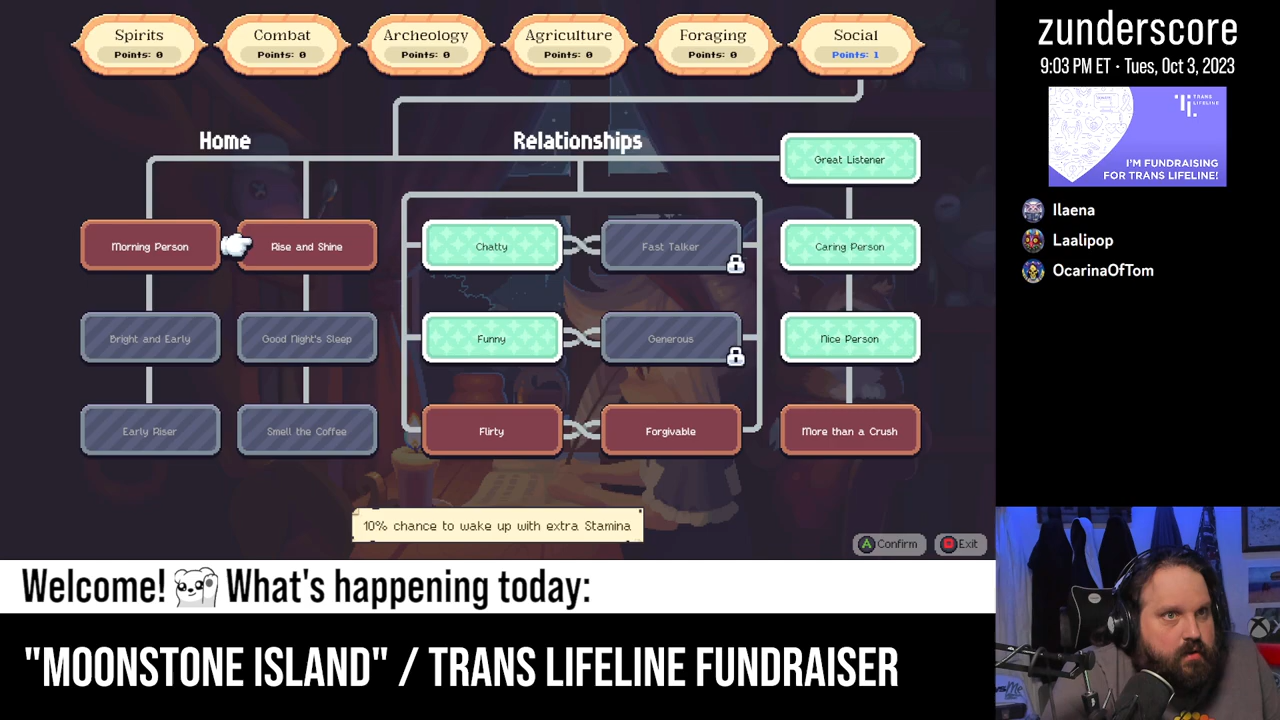 Spirits
Points: 0
Combat
Points: 0
Archeology
Points: 0
Agriculture
Points: 0
Foraging
Points: 0
Social
Points: 1
Home
Relationships
Great Listener
Morning Person
Rise and Shine
Chatty
Fast Talker
Caring Person
Bright and Early
Good Night's Sleep
Funny
Generous
Nice Person
Early Riser
Smell the Coffee
Flirty
Forgivable
More than a Crush
10% chance to wake up with extra Stamina
A Confirm
Exit
zunderscore
9:03 PM ET · Tues, Oct 3, 2023
TRANS
LIFELINE
I'M FUNDRAISING
FOR TRANS LIFELINE!
Ilaena
Laalipop
OcarinaOfTom
Welcome! What's happening today:
"MOONSTONE ISLAND" / TRANS LIFELINE FUNDRAISER